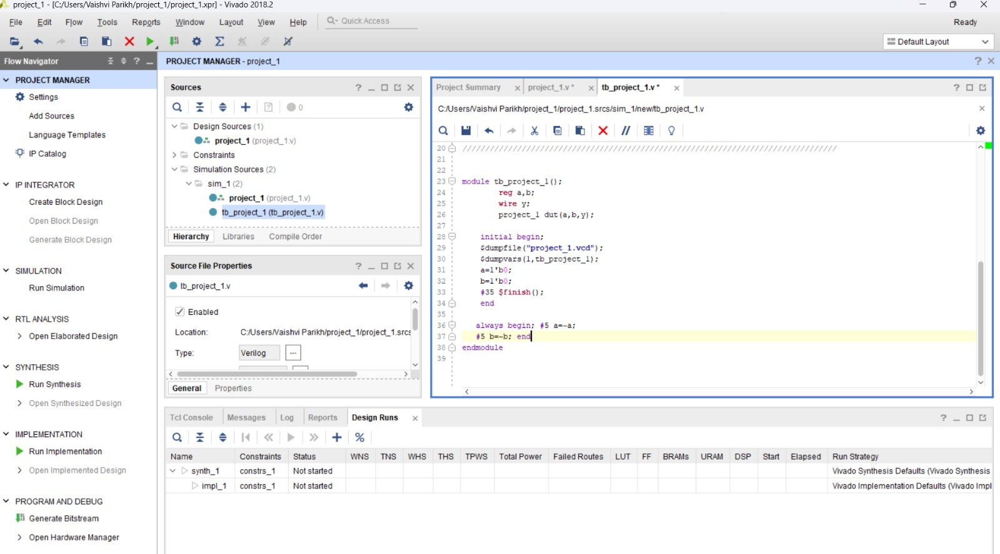 project_1 - [C:/Users/Vaishvi Parikh/project_1/project_1.xpr] - Vivado 2018.2
File Edit Flow Tools Reports Window Layout View Help Quick Access Ready
Default Layout
Flow Navigator
PROJECT MANAGER
Settings
Add Sources
Language Templates
IP Catalog
IP INTEGRATOR
Create Block Design
Open Block Design
Generate Block Design
SIMULATION
Run Simulation
RTL ANALYSIS
Open Elaborated Design
SYNTHESIS
Run Synthesis
Open Synthesized Design
IMPLEMENTATION
Run Implementation
Open Implemented Design
PROGRAM AND DEBUG
Generate Bitstream
Open Hardware Manager
PROJECT MANAGER - project_1
Sources
0
Design Sources (1)
project_1 (project_1.v)
Constraints
Simulation Sources (2)
sim_1 (2)
project_1 (project_1.v)
tb_project_1 (tb_project_1.v)
Hierarchy Libraries Compile Order
Source File Properties
tb_project_1.v
Enabled
Location: C:/Users/Vaishvi Parikh/project_1/project_1.srcs
Type: Verilog ...
General Properties
Project Summary project_1.v * tb_project_1.v *
C:/Users/Vaishvi Parikh/project_1/project_1.srcs/sim_1/new/tb_project_1.v
20 //////////////////////////////////////////////////////////////////////////////////
21
22
23 module tb_project_1();
24 reg a,b;
25 wire y;
26 project_1 dut(a,b,y);
27
28 initial begin;
29 $dumpfile("project_1.vcd");
30 $dumpvars(1,tb_project_1);
31 a=1'b0;
32 b=1'b0;
33 #35 $finish();
34 end
35
36 always begin; #5 a=~a;
37 #5 b=~b; end
38 endmodule
39
Tcl Console Messages Log Reports Design Runs
Name Constraints Status WNS TNS WHS THS TPWS Total Power Failed Routes LUT FF BRAMs URAM DSP Start Elapsed Run Strategy
synth_1 constrs_1 Not started Vivado Synthesis Defaults (Vivado Synthesis
impl_1 constrs_1 Not started Vivado Implementation Defaults (Vivado Impl